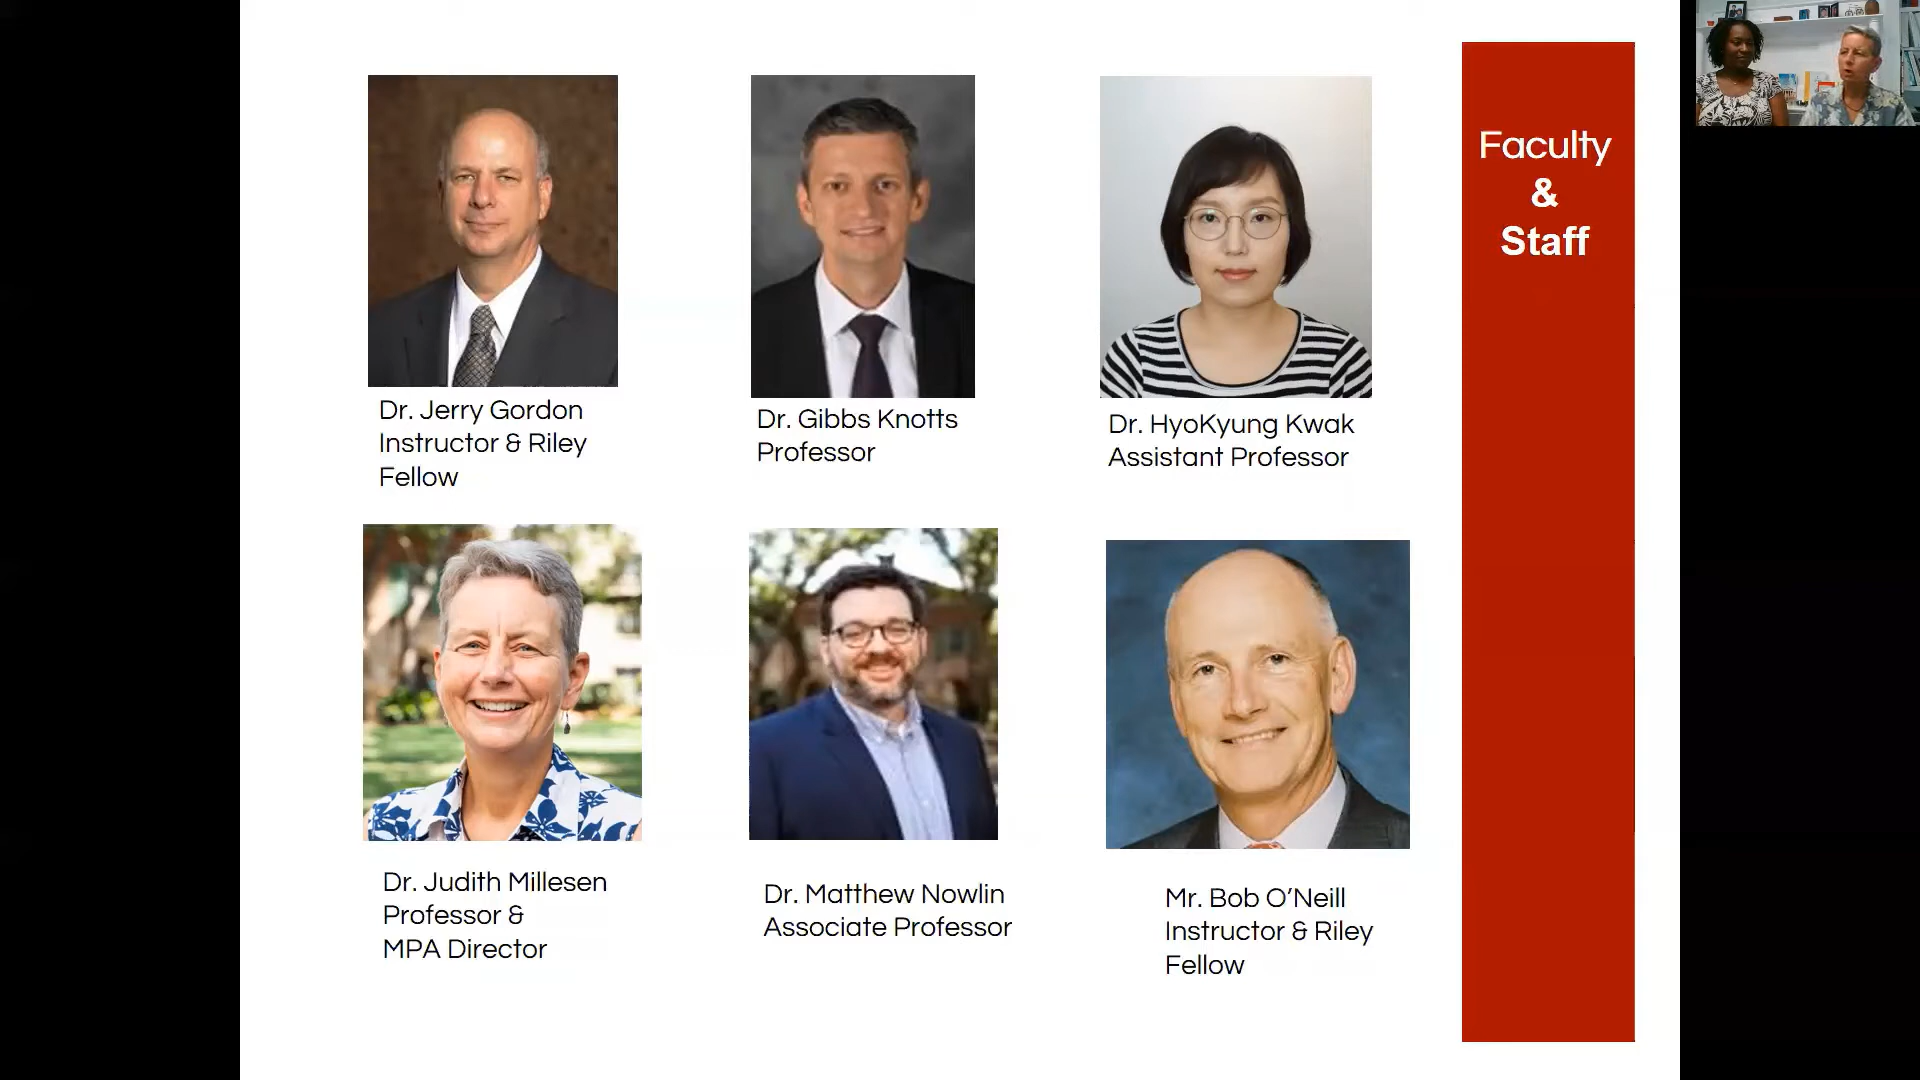 Faculty
&
Staff
Dr. Jerry Gordon
Instructor & Riley
Fellow
Dr. Gibbs Knotts
Professor
Dr. HyoKyung Kwak
Assistant Professor
Dr. Judith Millesen
Professor &
MPA Director
Dr. Matthew Nowlin
Associate Professor
Mr. Bob O’Neill
Instructor & Riley
Fellow